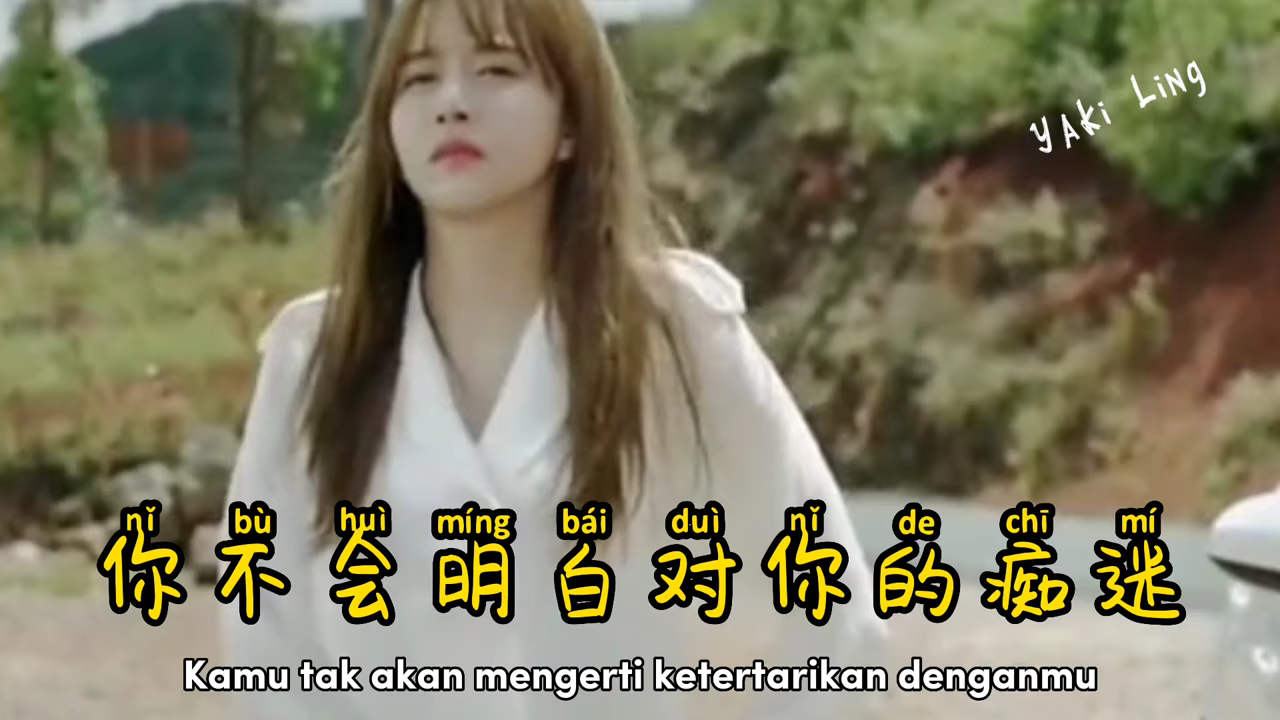 YAKi LiNg
nǐ bù huì míng bái duì nǐ de chī mí
你不会明白对你的痴迷
Kamu tak akan mengerti ketertarikan denganmu